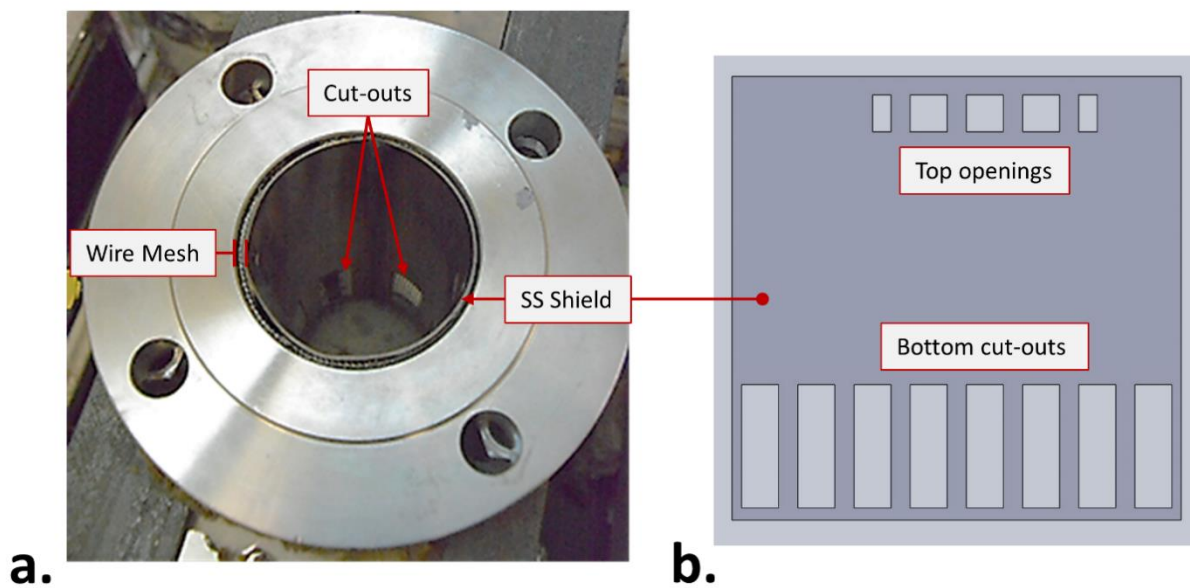 Cut-outs
Wire Mesh
SS Shield
Top openings
Bottom cut-outs
a.
b.